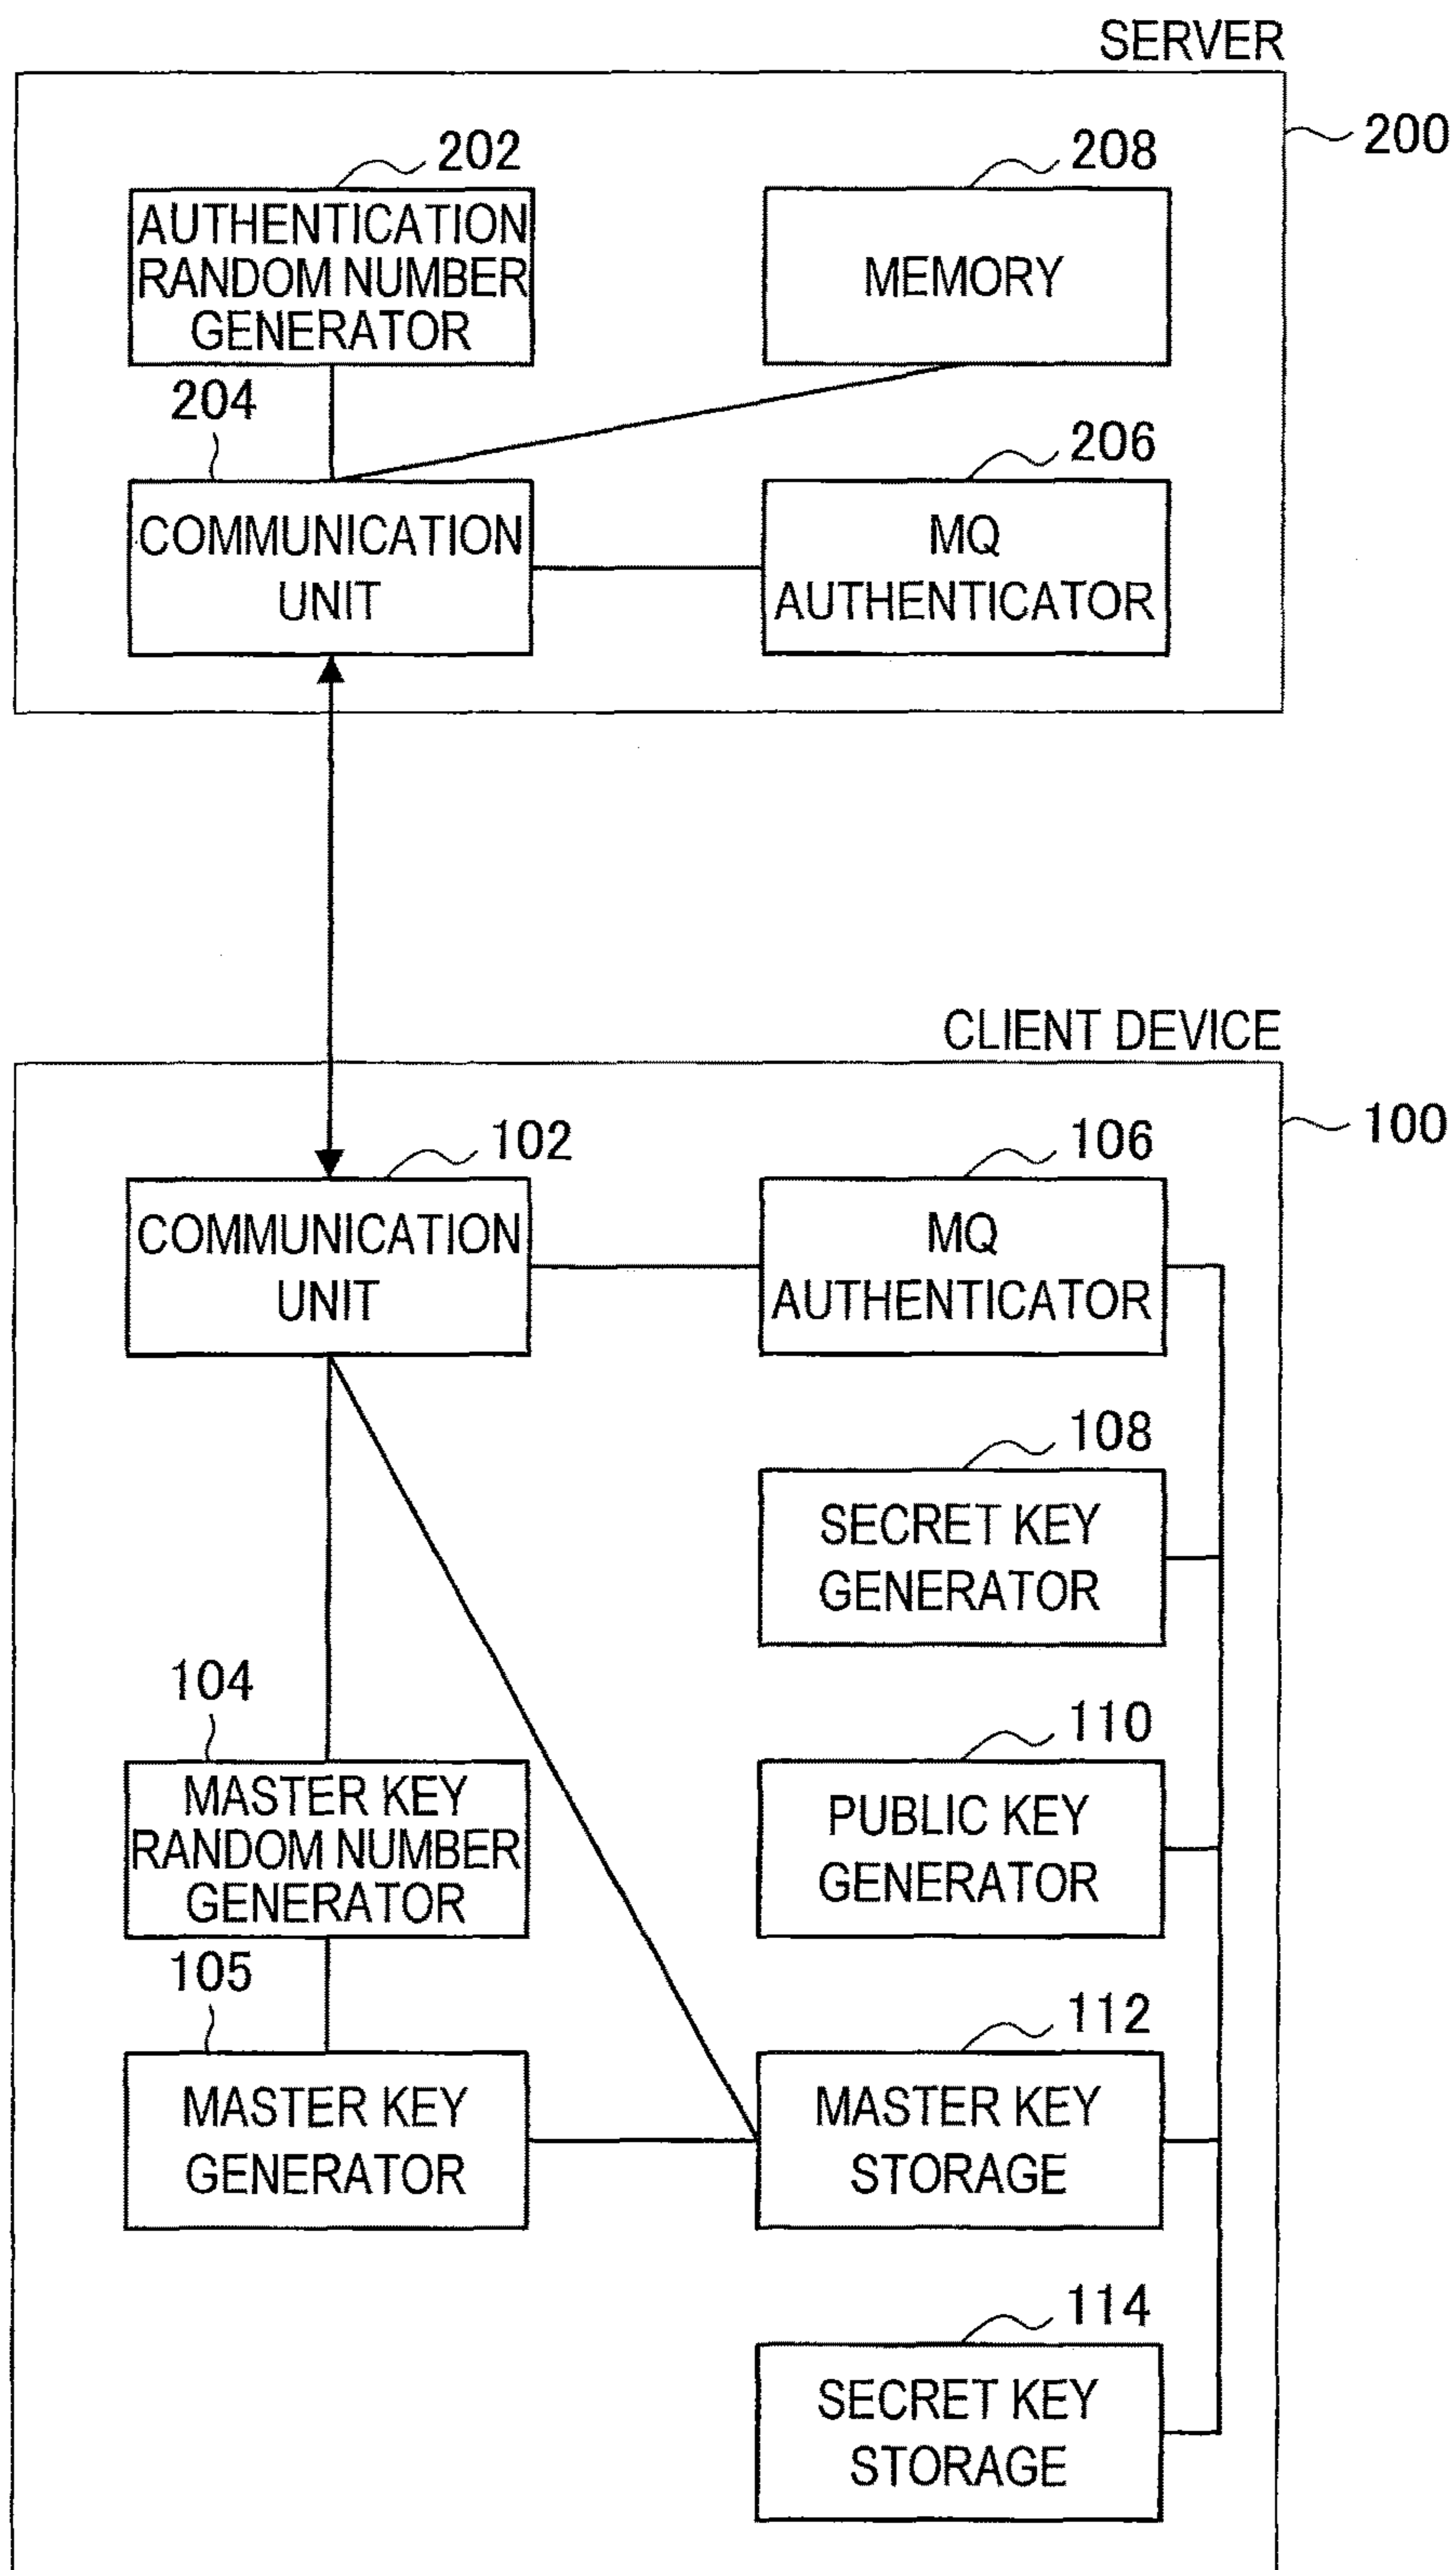 SERVER
200
202
208
AUTHENTICATION
RANDOM NUMBER
GENERATOR
MEMORY
204
206
COMMUNICATION
UNIT
MQ
AUTHENTICATOR
CLIENT DEVICE
100
102
106
COMMUNICATION
UNIT
MQ
AUTHENTICATOR
108
SECRET KEY
GENERATOR
104
110
MASTER KEY
RANDOM NUMBER
GENERATOR
PUBLIC KEY
GENERATOR
105
112
MASTER KEY
GENERATOR
MASTER KEY
STORAGE
114
SECRET KEY
STORAGE